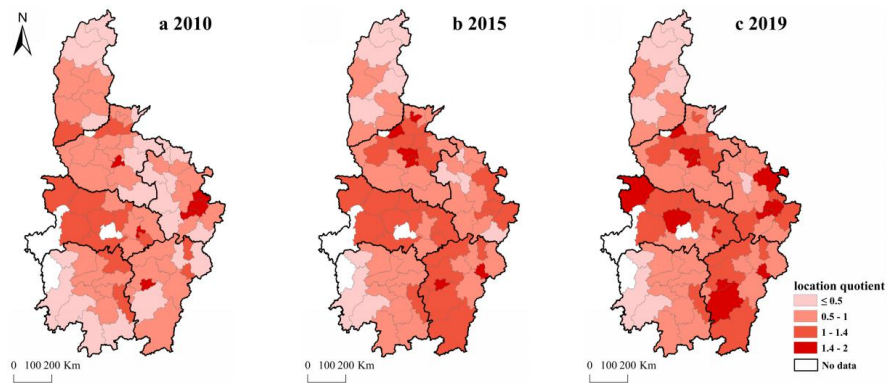 N
a 2010
b 2015
c 2019
location quotient
≤ 0.5
0.5 - 1
1 - 1.4
1.4 - 2
No data
0 100 200 Km
0 100 200 Km
0 100 200 Km